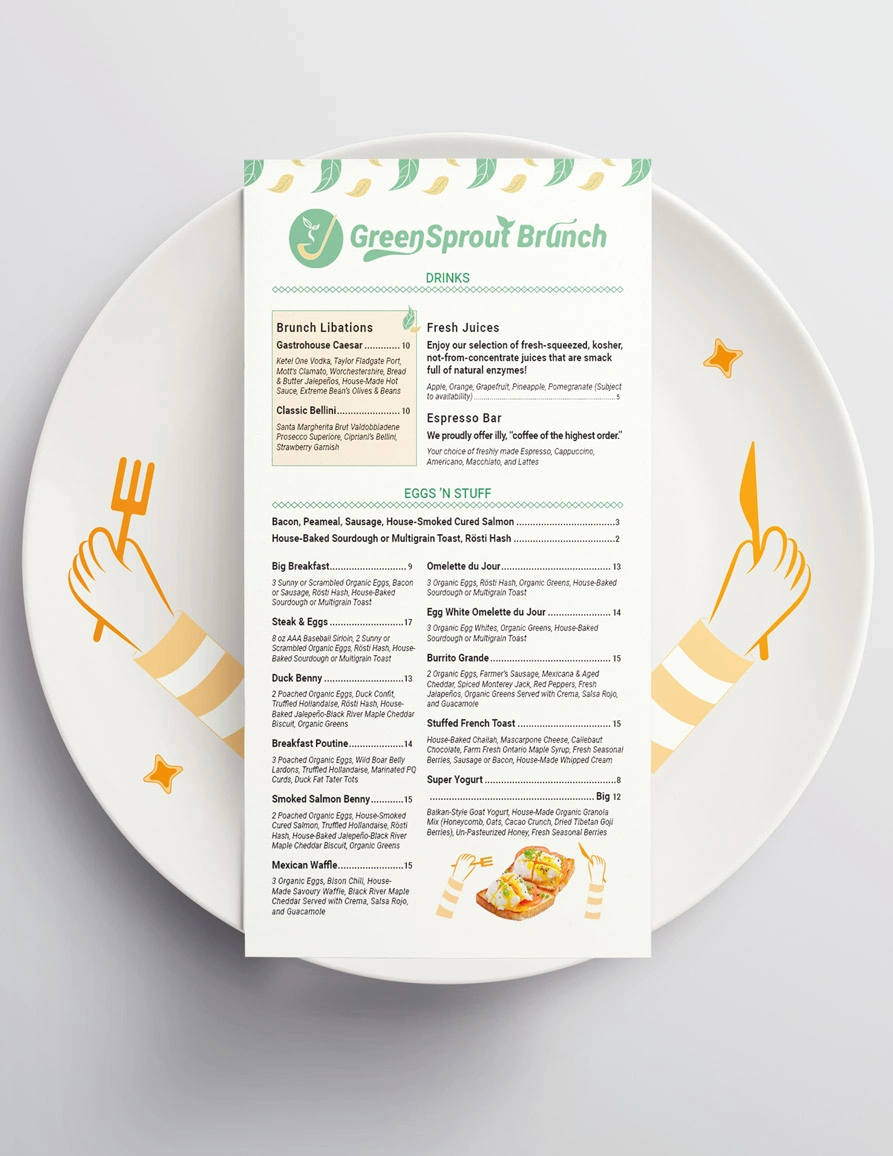 GreenSprout Brunch
DRINKS
Brunch Libations
Gastrohouse Caesar ............. 10
Ketel One Vodka, Taylor Fladgate Port,
Mott's Clamato, Worchestershire, Bread
& Butter Jalepeños, House-Made Hot
Sauce, Extreme Bean's Olives & Beans
Classic Bellini....................... 10
Santa Margherita Brut Valdobbiadene
Prosecco Superiore, Cipriani's Bellini,
Strawberry Garnish
Fresh Juices
Enjoy our selection of fresh-squeezed, kosher,
not-from-concentrate juices that are smack
full of natural enzymes!
Apple, Orange, Grapefruit, Pineapple, Pomegranate (Subject
to availability) ............................................................ 5
Espresso Bar
We proudly offer illy, "coffee of the highest order."
Your choice of freshly made Espresso, Cappuccino,
Americano, Macchiato, and Lattes
EGGS 'N STUFF
Bacon, Peameal, Sausage, House-Smoked Cured Salmon ..................................3
House-Baked Sourdough or Multigrain Toast, Rösti Hash ...................................2
Big Breakfast........................... 9
3 Sunny or Scrambled Organic Eggs, Bacon
or Sausage, Rösti Hash, House-Baked
Sourdough or Multigrain Toast
Steak & Eggs ..........................17
8 oz AAA Baseball Sirloin, 2 Sunny or
Scrambled Organic Eggs, Rösti Hash, House-
Baked Sourdough or Multigrain Toast
Duck Benny ............................13
2 Poached Organic Eggs, Duck Confit,
Truffled Hollandaise, Rösti Hash, House-
Baked Jalepeño-Black River Maple Cheddar
Biscuit, Organic Greens
Breakfast Poutine...................14
3 Poached Organic Eggs, Wild Boar Belly
Lardons, Truffled Hollandaise, Marinated PQ
Curds, Duck Fat Tater Tots
Smoked Salmon Benny...........15
2 Poached Organic Eggs, House-Smoked
Cured Salmon, Truffled Hollandaise, Rösti
Hash, House-Baked Jalepeño-Black River
Maple Cheddar Biscuit, Organic Greens
Mexican Waffle.......................15
3 Organic Eggs, Bison Chili, House-
Made Savoury Waffle, Black River Maple
Cheddar Served with Crema, Salsa Rojo,
and Guacamole
Omelette du Jour...................................... 13
3 Organic Eggs, Rösti Hash, Organic Greens, House-Baked
Sourdough or Multigrain Toast
Egg White Omelette du Jour ..................... 14
3 Organic Egg Whites, Organic Greens, House-Baked
Sourdough or Multigrain Toast
Burrito Grande ......................................... 15
2 Organic Eggs, Farmer's Sausage, Mexicana & Aged
Cheddar, Spiced Monterey Jack, Red Peppers, Fresh
Jalapeños, Organic Greens Served with Crema, Salsa Rojo,
and Guacamole
Stuffed French Toast ................................ 15
House-Baked Challah, Mascarpone Cheese, Callebaut
Chocolate, Farm Fresh Ontario Maple Syrup, Fresh Seasonal
Berries, Sausage or Bacon, House-Made Whipped Cream
Super Yogurt .............................................8
......................................................... Big 12
Balkan-Style Goat Yogurt, House-Made Organic Granola
Mix (Honeycomb, Oats, Cacao Crunch, Dried Tibetan Goji
Berries), Un-Pasteurized Honey, Fresh Seasonal Berries